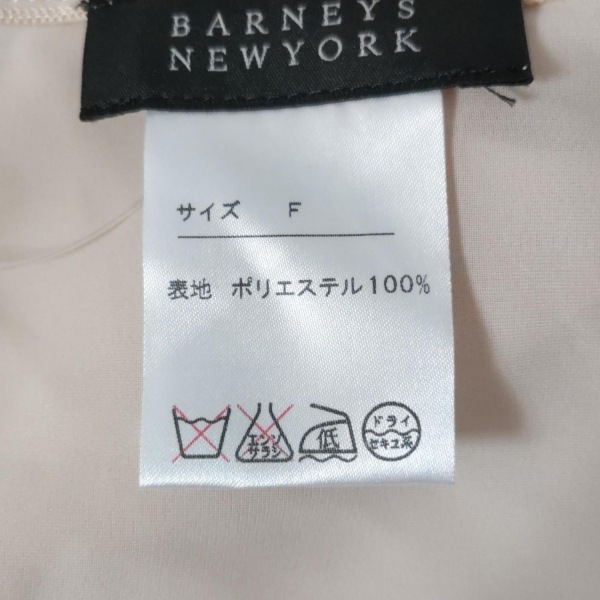 BARNEYS
NEWYORK
サイズ F
表地 ポリエステル100%
エンソ
サラシ
低
ドライ
セキユ系